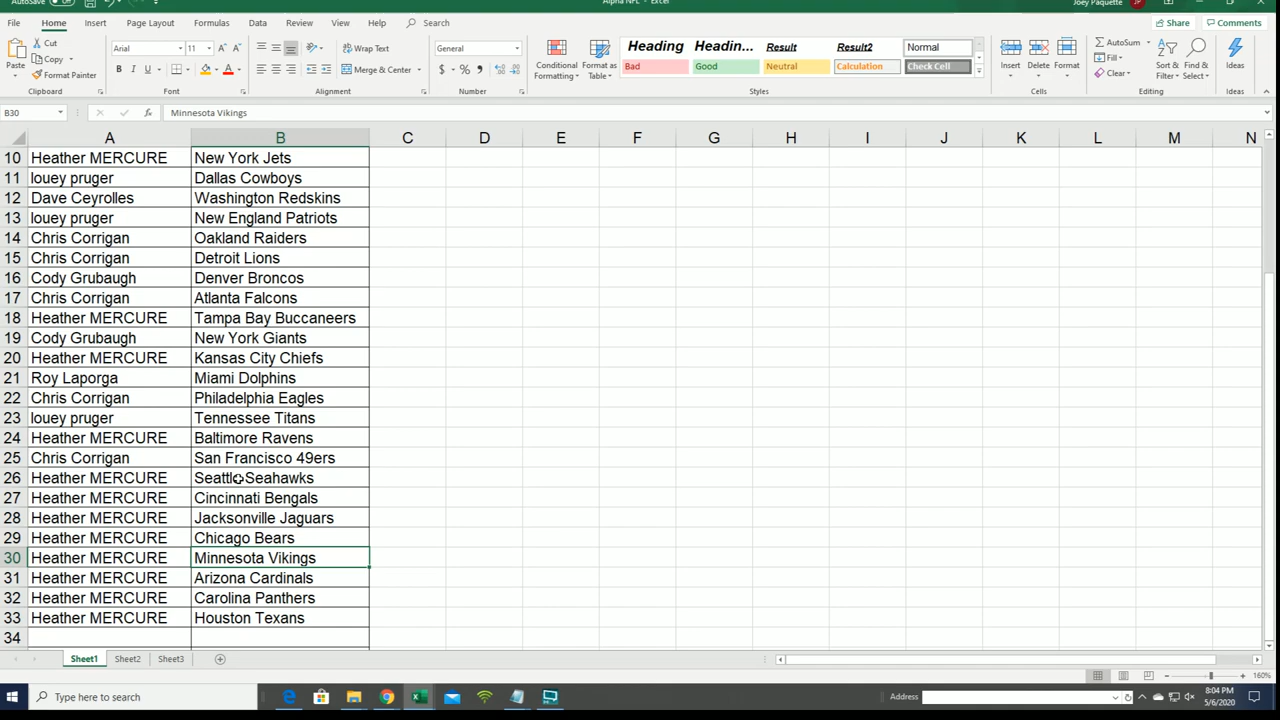 AutoSave
Alpha NFL - Excel
Joey Paquette
File Home Insert Page Layout Formulas Data Review View Help Search Share Comments
Paste Cut Copy Format Painter Clipboard
Arial 11 B I U A A Font
Wrap Text Merge & Center Alignment
General $ % , Number
Conditional Formatting Format as Table
Heading Headin... Result Result2 Normal
Bad Good Neutral Calculation Check Cell
Styles
Insert Delete Format Cells
AutoSum Fill Clear Sort & Filter Find & Select Editing
Ideas Ideas
B30 fx Minnesota Vikings
A B C D E F G H I J K L M N
10 Heather MERCURE New York Jets
11 louey pruger Dallas Cowboys
12 Dave Ceyrolles Washington Redskins
13 louey pruger New England Patriots
14 Chris Corrigan Oakland Raiders
15 Chris Corrigan Detroit Lions
16 Cody Grubaugh Denver Broncos
17 Chris Corrigan Atlanta Falcons
18 Heather MERCURE Tampa Bay Buccaneers
19 Cody Grubaugh New York Giants
20 Heather MERCURE Kansas City Chiefs
21 Roy Laporga Miami Dolphins
22 Chris Corrigan Philadelphia Eagles
23 louey pruger Tennessee Titans
24 Heather MERCURE Baltimore Ravens
25 Chris Corrigan San Francisco 49ers
26 Heather MERCURE Seattle Seahawks
27 Heather MERCURE Cincinnati Bengals
28 Heather MERCURE Jacksonville Jaguars
29 Heather MERCURE Chicago Bears
30 Heather MERCURE Minnesota Vikings
31 Heather MERCURE Arizona Cardinals
32 Heather MERCURE Carolina Panthers
33 Heather MERCURE Houston Texans
34
Sheet1 Sheet2 Sheet3
160%
Type here to search
Address
8:04 PM
5/6/2020